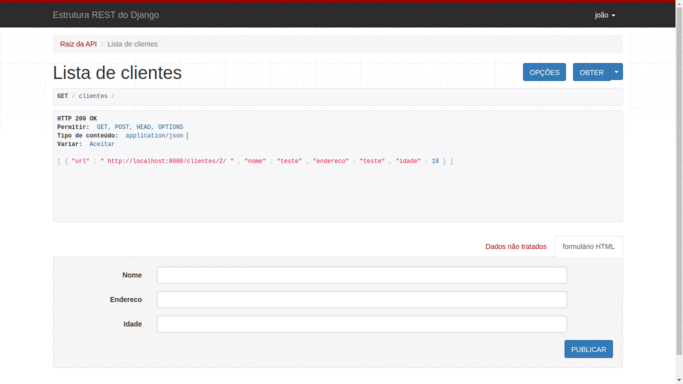 Estrutura REST do Django
joão
Raiz da API / Lista de clientes
Lista de clientes
OPÇÕES
OBTER
GET / clientes /
HTTP 200 OK
Permitir: GET, POST, HEAD, OPTIONS
Tipo de conteúdo: application/json
Variar: Aceitar
[ { "url" : " http://localhost:8000/clientes/2/ " , "nome" : "teste" , "endereco" : "teste" , "idade" : 18 } ]
Dados não tratados
formulário HTML
Nome
Endereco
Idade
PUBLICAR